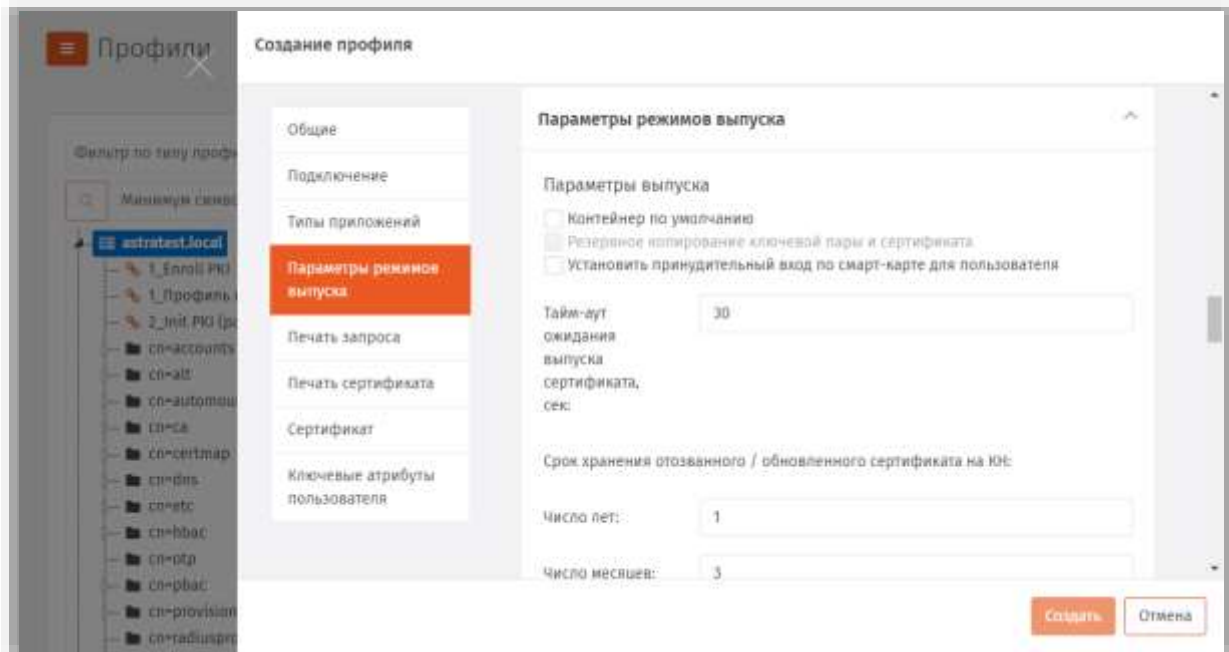 Профили
Создание профиля
Фильтр по типу профи
Минимум симво
astratest.local
1_Enroll PKI
1_Профиль
2_Init PKI (pa
cn=accounts
cn=alt
cn=automou
cn=ca
cn=certmap
cn=dns
cn=etc
cn=hbac
cn=otp
cn=pbac
cn=provision
cn=radiuspro
Общие
Подключение
Типы приложений
Параметры режимов
выпуска
Печать запроса
Печать сертификата
Сертификат
Ключевые атрибуты
пользователя
Параметры режимов выпуска
Параметры выпуска
Контейнер по умолчанию
Резервное копирование ключевой пары и сертификата
Установить принудительный вход по смарт-карте для пользователя
Тайм-аут
ожидания
выпуска
сертификата,
сек:
30
Срок хранения отозванного / обновленного сертификата на КН:
Число лет:
1
Число месяцев:
3
Создать
Отмена